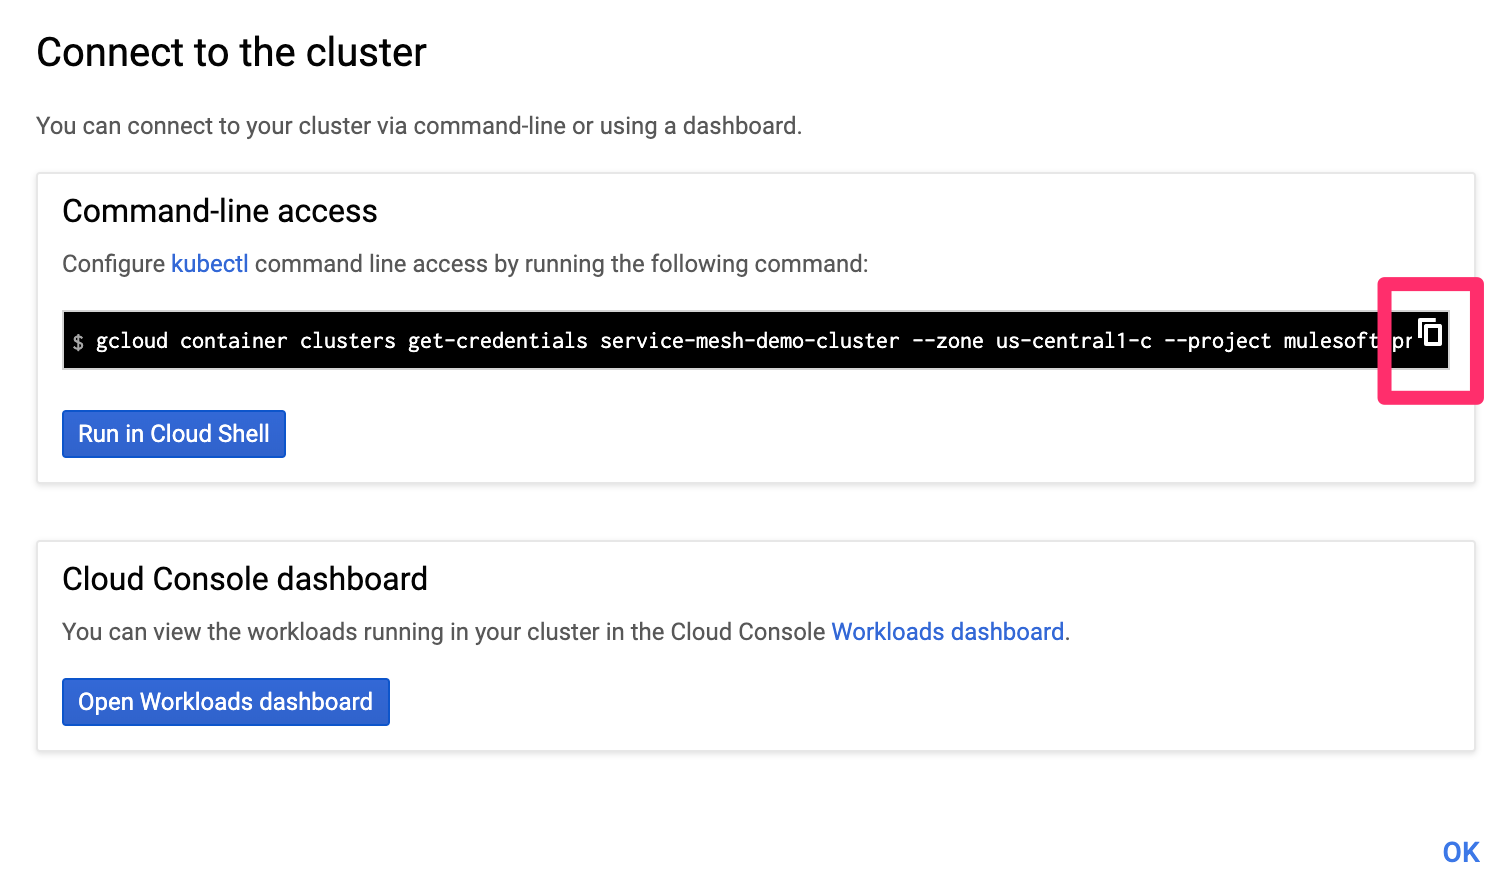 Connect to the cluster
You can connect to your cluster via command-line or using a dashboard.
Command-line access
Configure kubectl command line access by running the following command:
$ gcloud container clusters get-credentials service-mesh-demo-cluster --zone us-central1-c --project mulesoft
Run in Cloud Shell
Cloud Console dashboard
You can view the workloads running in your cluster in the Cloud Console Workloads dashboard.
Open Workloads dashboard
OK